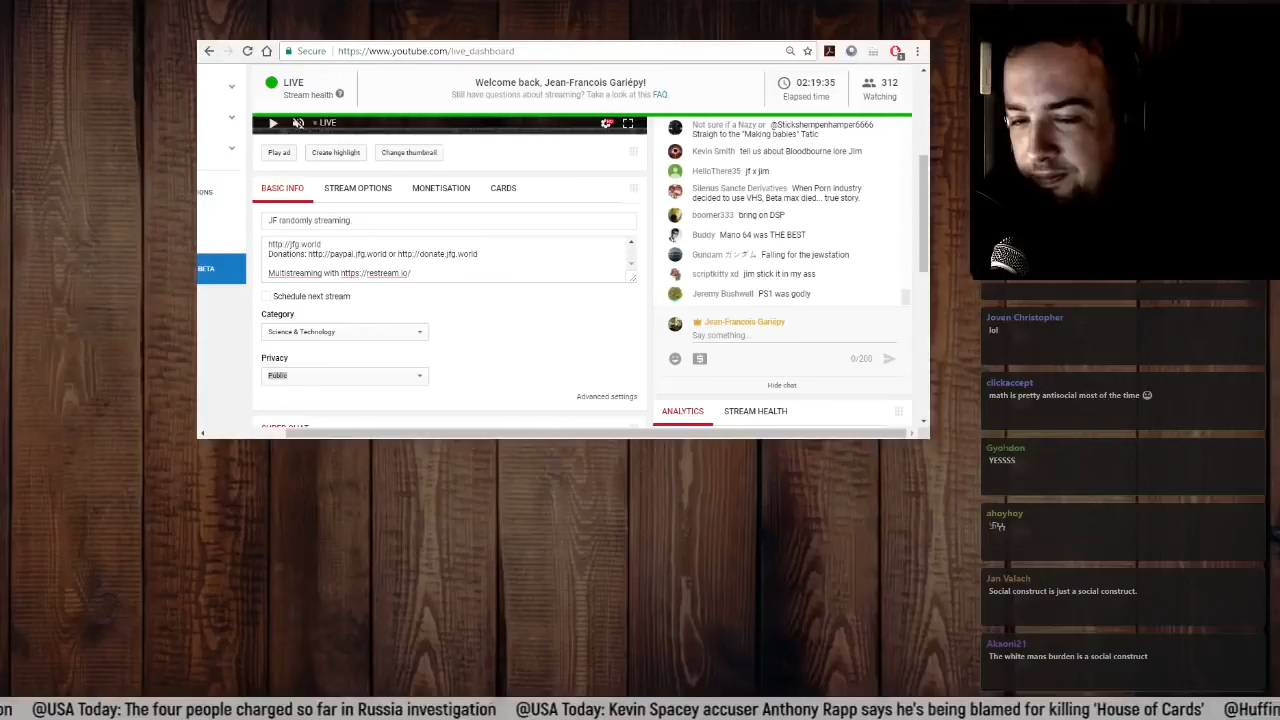 Secure
https://www.youtube.com/live_dashboard
LIVE
Stream health
Welcome back, Jean-Francois Gariépy!
Still have questions about streaming? Take a look at this FAQ.
02:19:35
Elapsed time
312
Watching
LIVE
Play ad
Create highlight
Change thumbnail
IONS
BETA
BASIC INFO
STREAM OPTIONS
MONETISATION
CARDS
JF randomly streaming.
http://jfg.world
Donations: http://paypal.jfg.world or http://donate.jfg.world
Multistreaming with https://restream.io/
Schedule next stream
Category
Science & Technology
Privacy
Public
Advanced settings
Not sure if a Nazy or @Stickshempenhamper6666
Straigh to the "Making babies" Tatic
Kevin Smith tell us about Bloodbourne lore Jim
HelloThere35 jf x jim
Silenus Sancte Derivatives When Porn industry
decided to use VHS, Beta max died... true story.
boomer333 bring on DSP
Buddy Mario 64 was THE BEST
Gundam ガンダム Falling for the jewstation
scriptkitty xd jim stick it in my ass
Jeremy Bushwell PS1 was godly
Jean-Francois Gariépy
Say something...
0/200
Hide chat
ANALYTICS
STREAM HEALTH
Joven Christopher
lol
clickaccept
math is pretty antisocial most of the time
Gyohdon
YESSSS
ahoyhoy
Jan Valach
Social construct is just a social construct.
Aksoni21
The white mans burden is a social construct
on @USA Today: The four people charged so far in Russia investigation @USA Today: Kevin Spacey accuser Anthony Rapp says he's being blamed for killing 'House of Cards' @Huffin